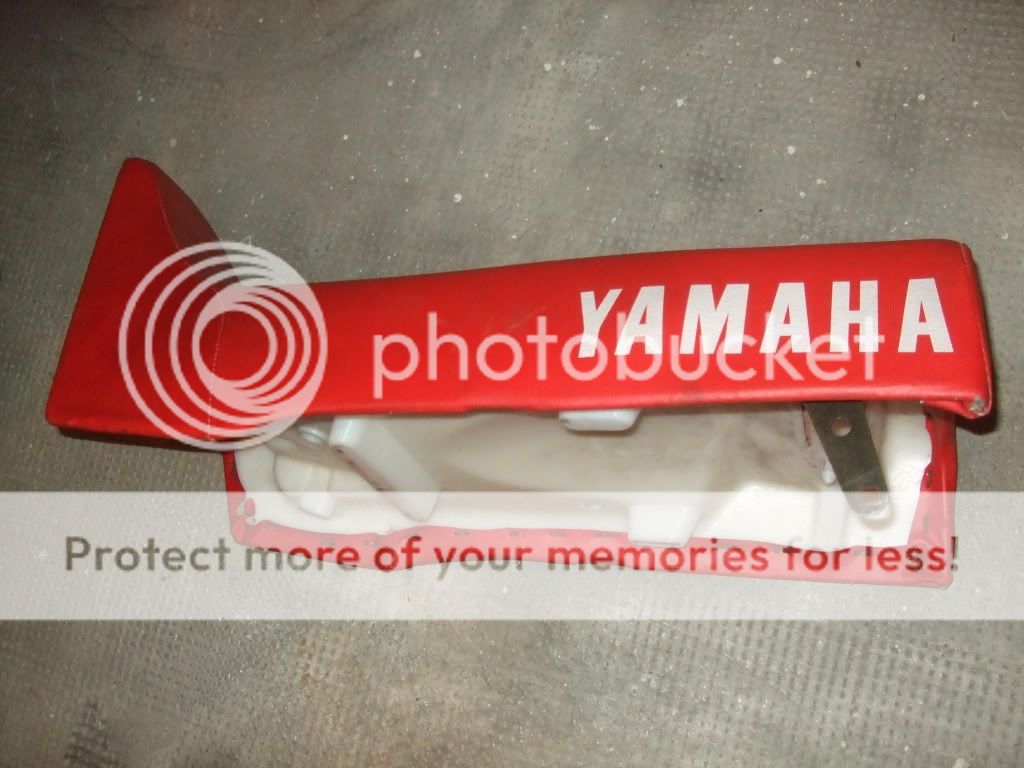 YAMAHA
photobucket
Protect more of your memories for less!